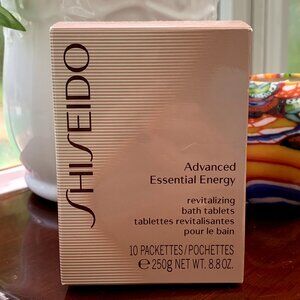 SHISEIDO
Advanced
Essential Energy
revitalizing
bath tablets
tablettes revitalisantes
pour le bain
10 PACKETTES/POCHETTES
℮250g NET WT. 8.8 OZ.